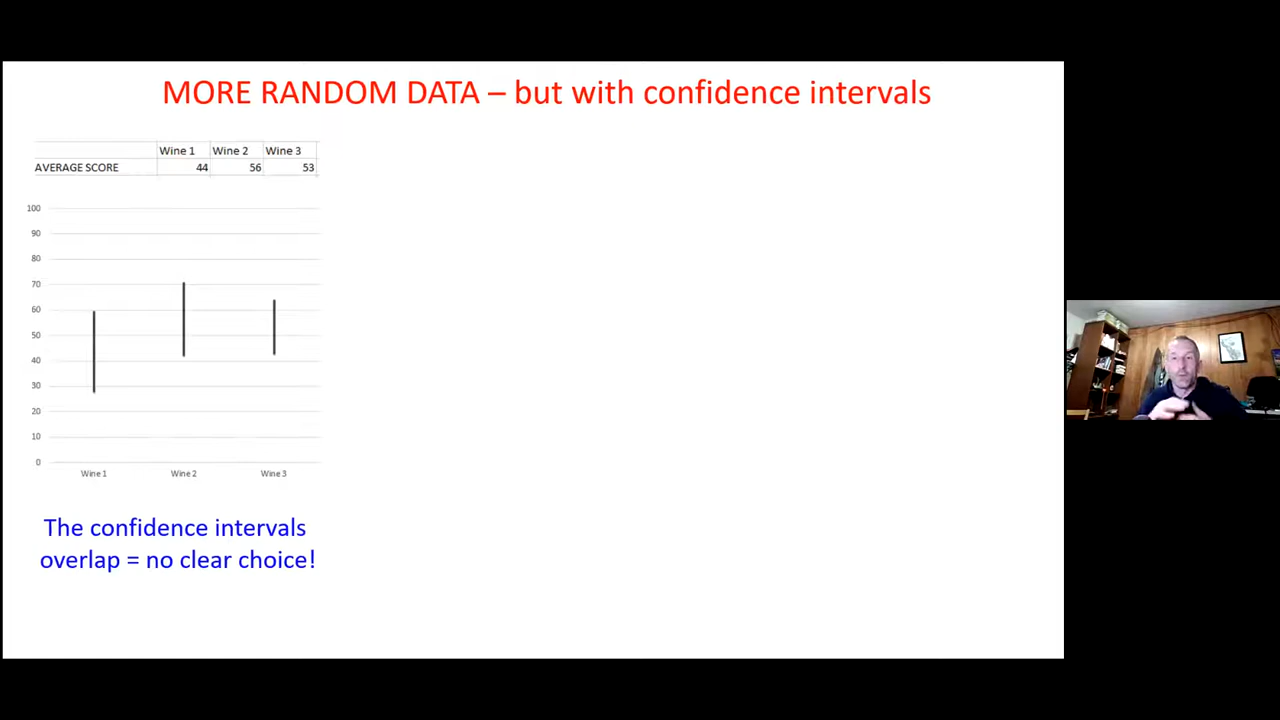 MORE RANDOM DATA – but with confidence intervals
Wine 1 Wine 2 Wine 3
AVERAGE SCORE 44 56 53
100
90
80
70
60
50
40
30
20
10
0
Wine 1 Wine 2 Wine 3
The confidence intervals
overlap = no clear choice!